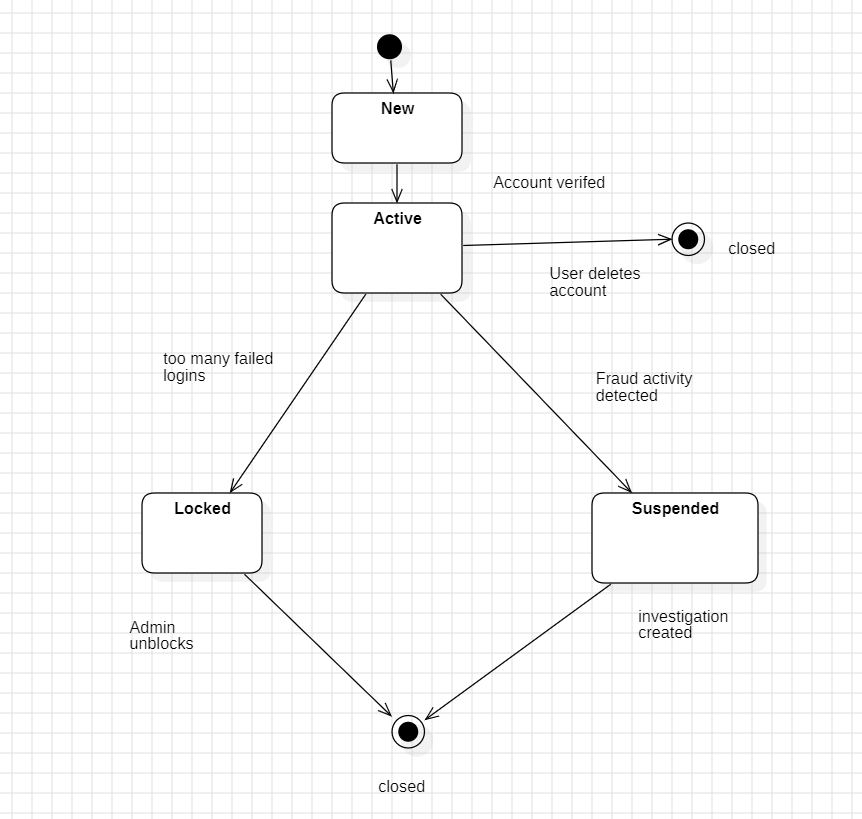 New
Account verifed
Active
closed
User deletes
account
too many failed
logins
Fraud activity
detected
Locked
Suspended
Admin
unblocks
investigation
created
closed